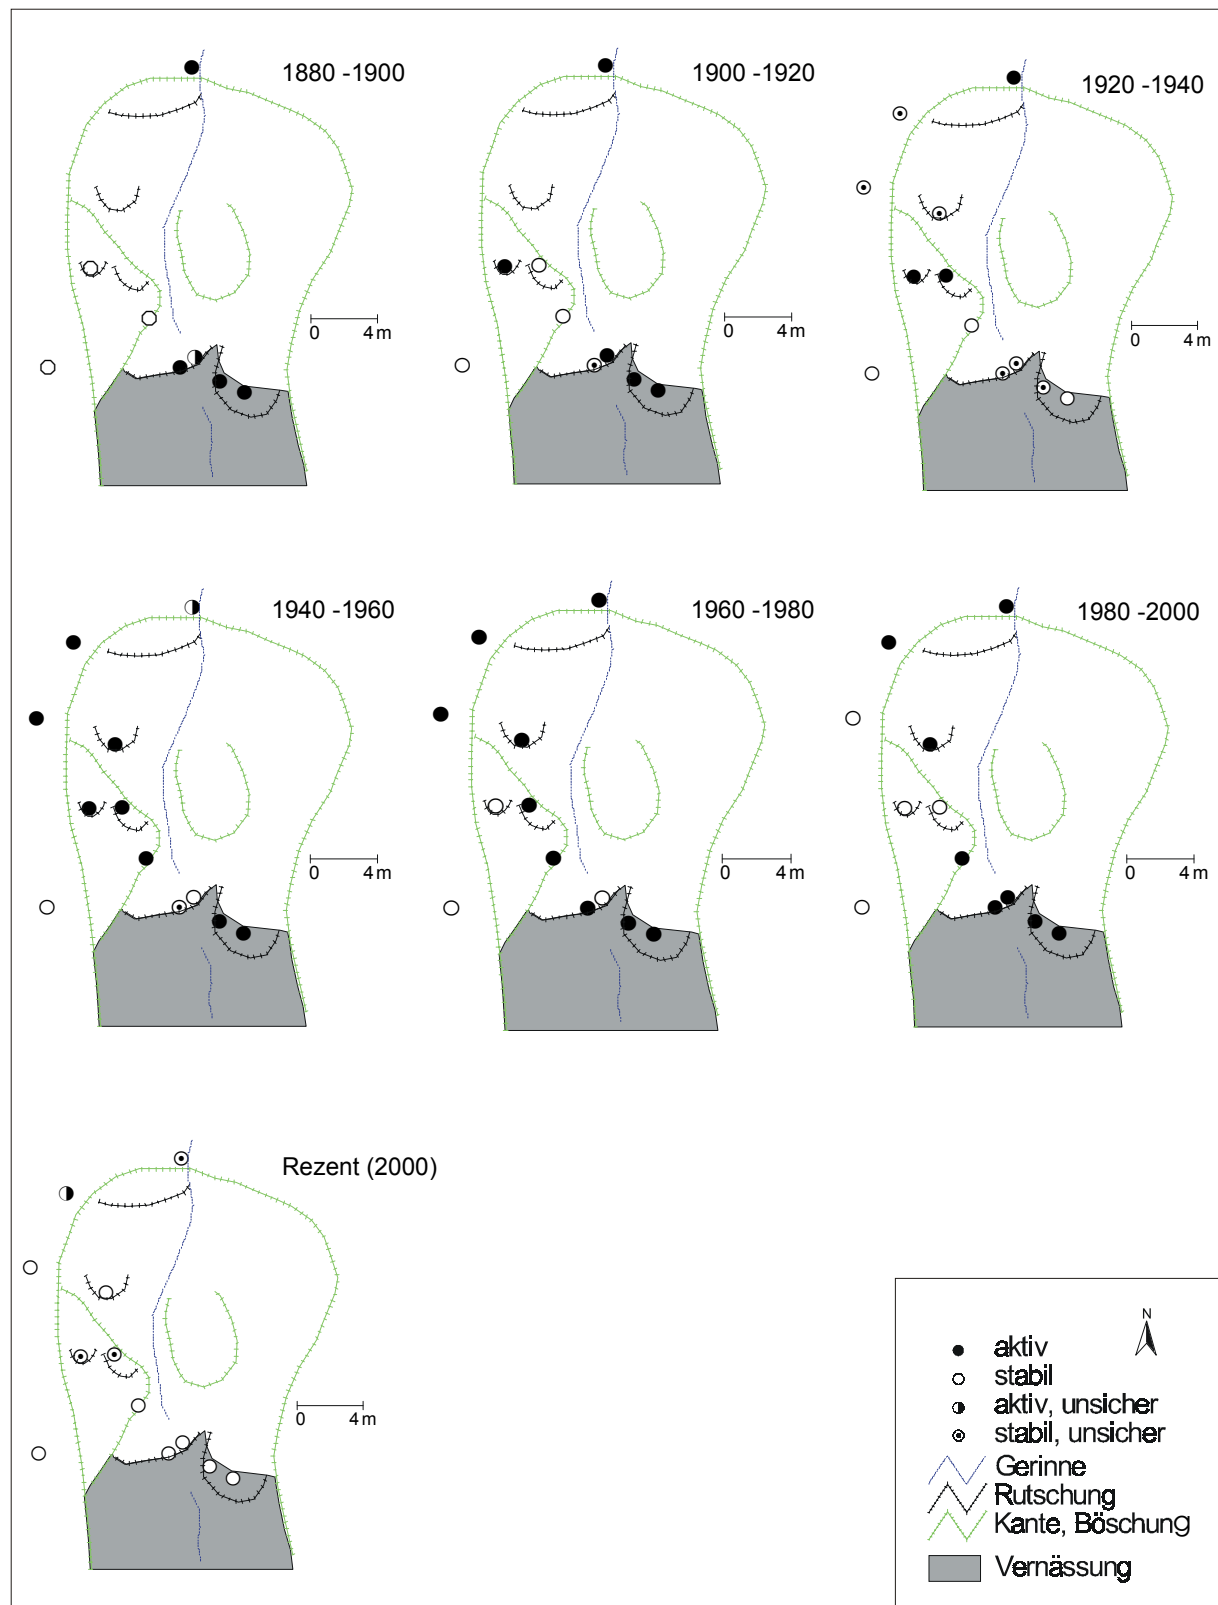 1880 -1900
0 4 m
1900 -1920
0 4 m
1920 -1940
0 4 m
1940 -1960
0 4 m
1960 -1980
0 4 m
1980 -2000
0 4 m
Rezent (2000)
0 4 m
N
aktiv
stabil
aktiv, unsicher
stabil, unsicher
Gerinne
Rutschung
Kante, Böschung
Vernässung